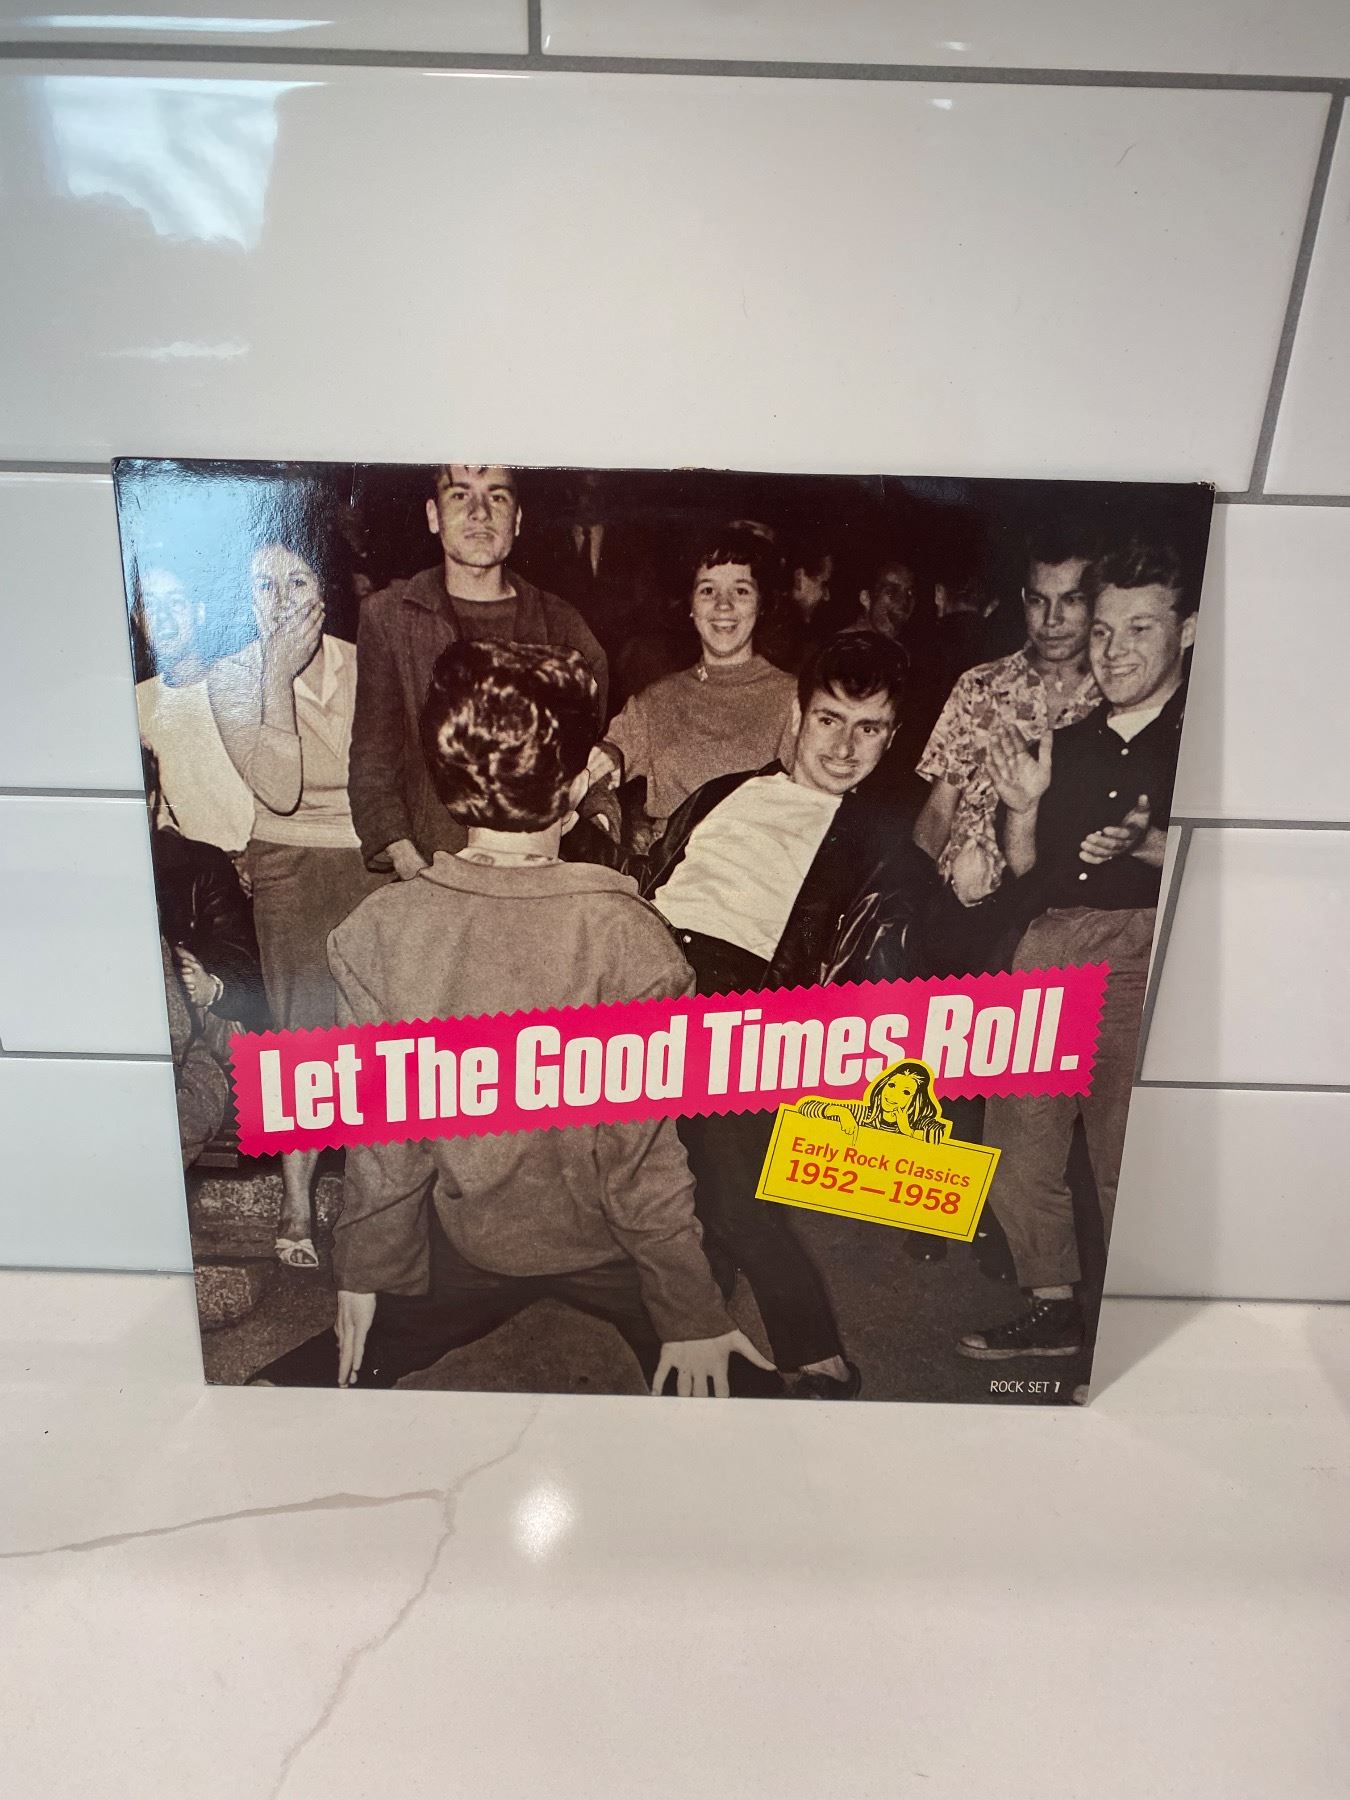 Let The Good Times Roll.
Early Rock Classics
1952—1958
ROCK SET 1